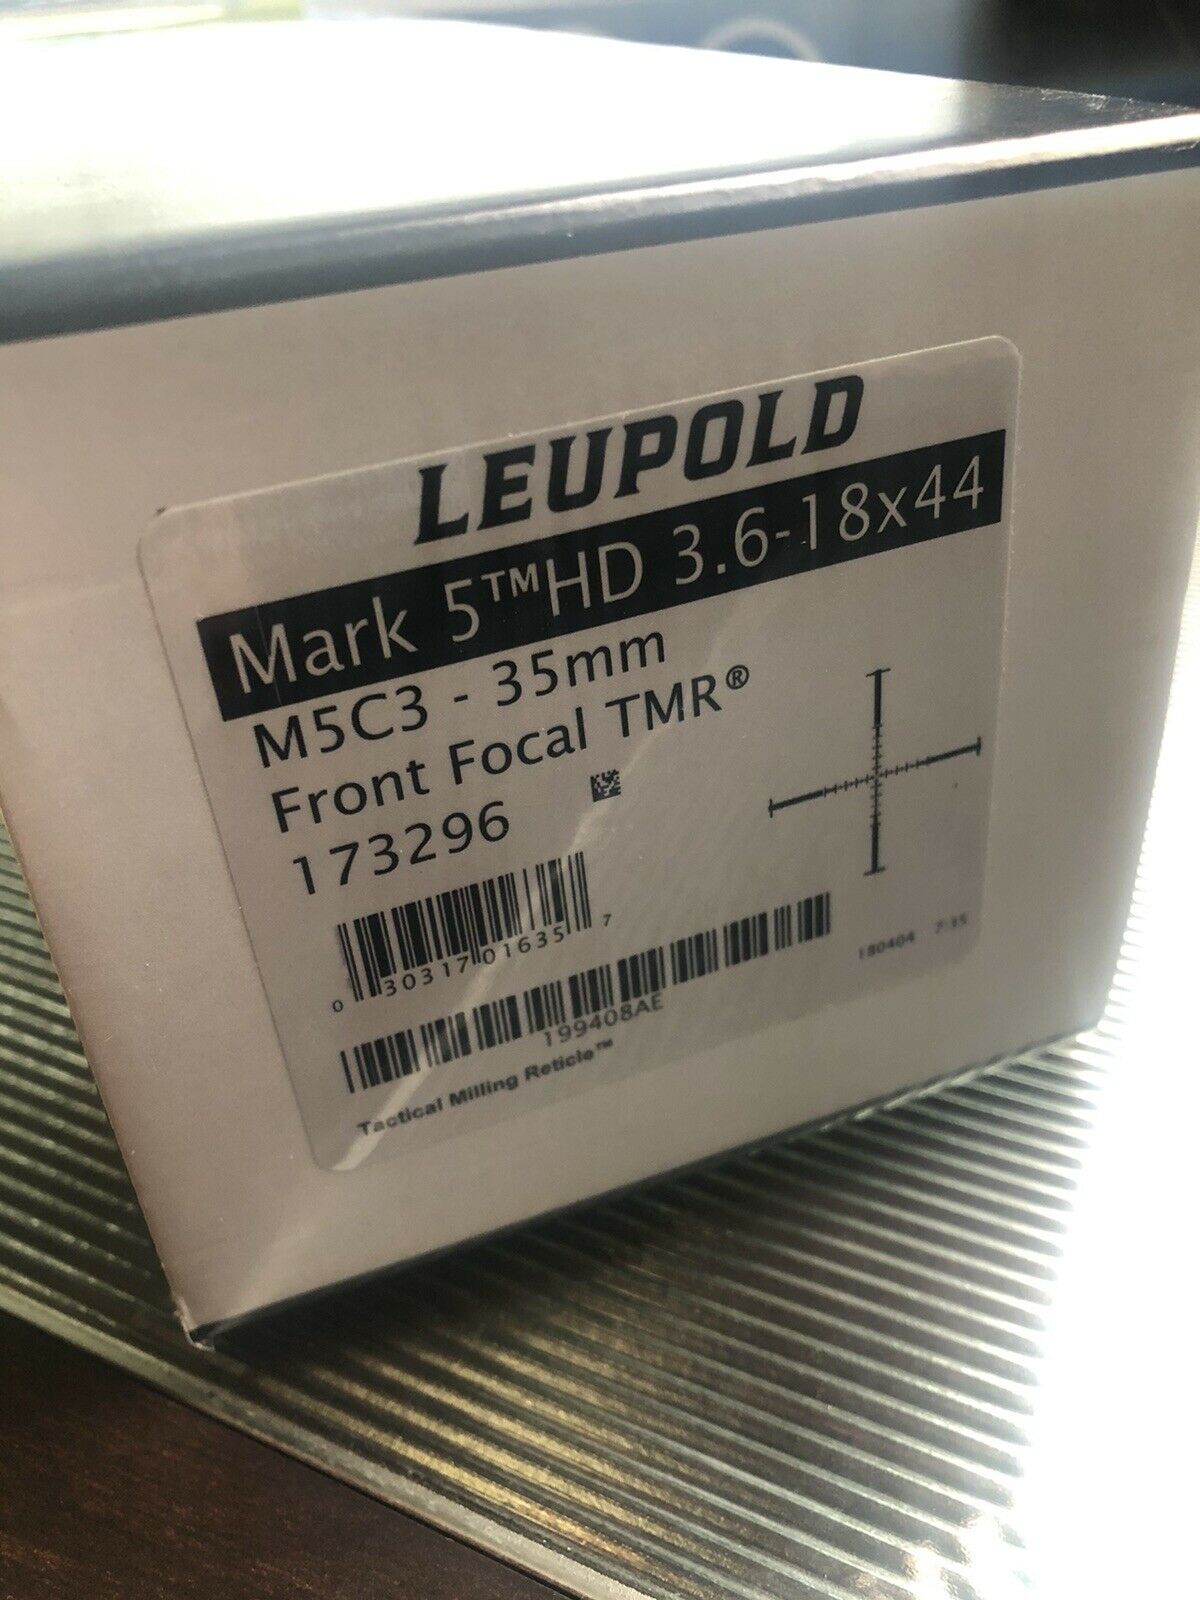 LEUPOLD
Mark 5™HD 3.6-18x44
M5C3 - 35mm
Front Focal TMR®
173296
0 30317 01635 7
199408AE
180404 7:35
Tactical Milling Reticle™